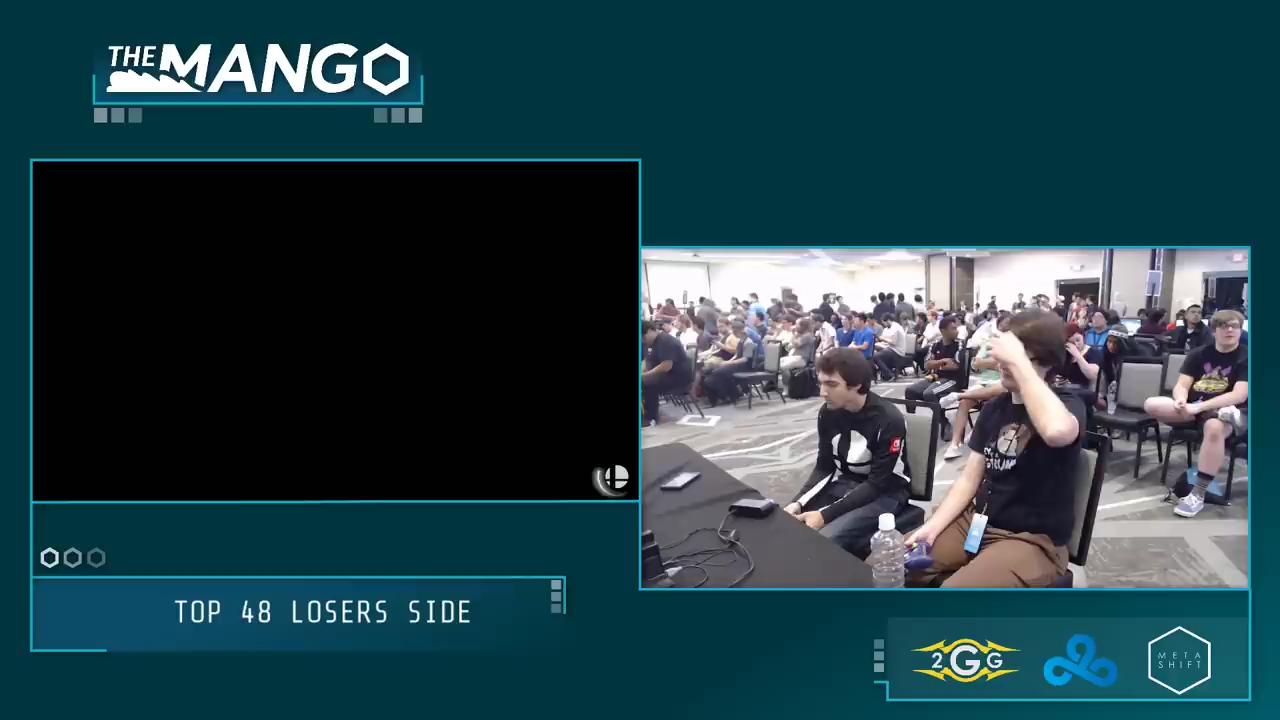 THE MANGO
TOP 48 LOSERS SIDE
2GG
META
SHIFT